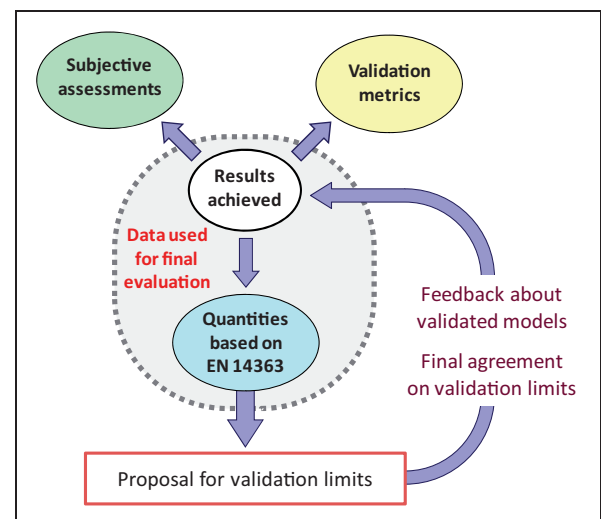 Subjective
assessments
Validation
metrics
Results
achieved
Data used
for final
evaluation
Quantities
based on
EN 14363
Feedback about
validated models
Final agreement
on validation limits
Proposal for validation limits